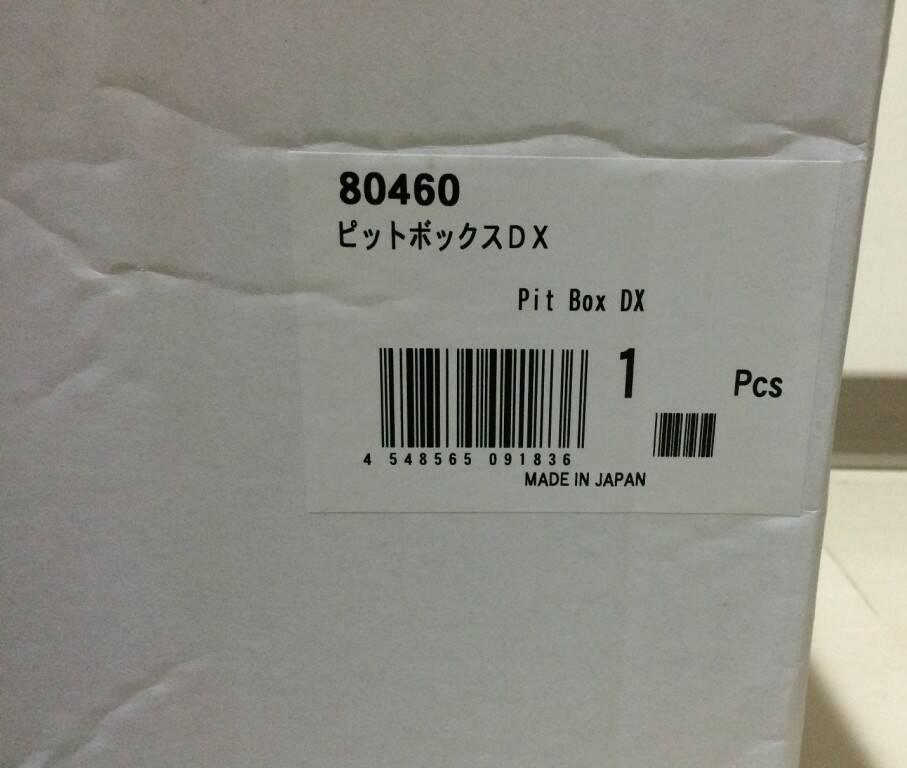 80460
ピットボックスＤＸ
Pit Box DX
1 Pcs
4 548565 091836
MADE IN JAPAN